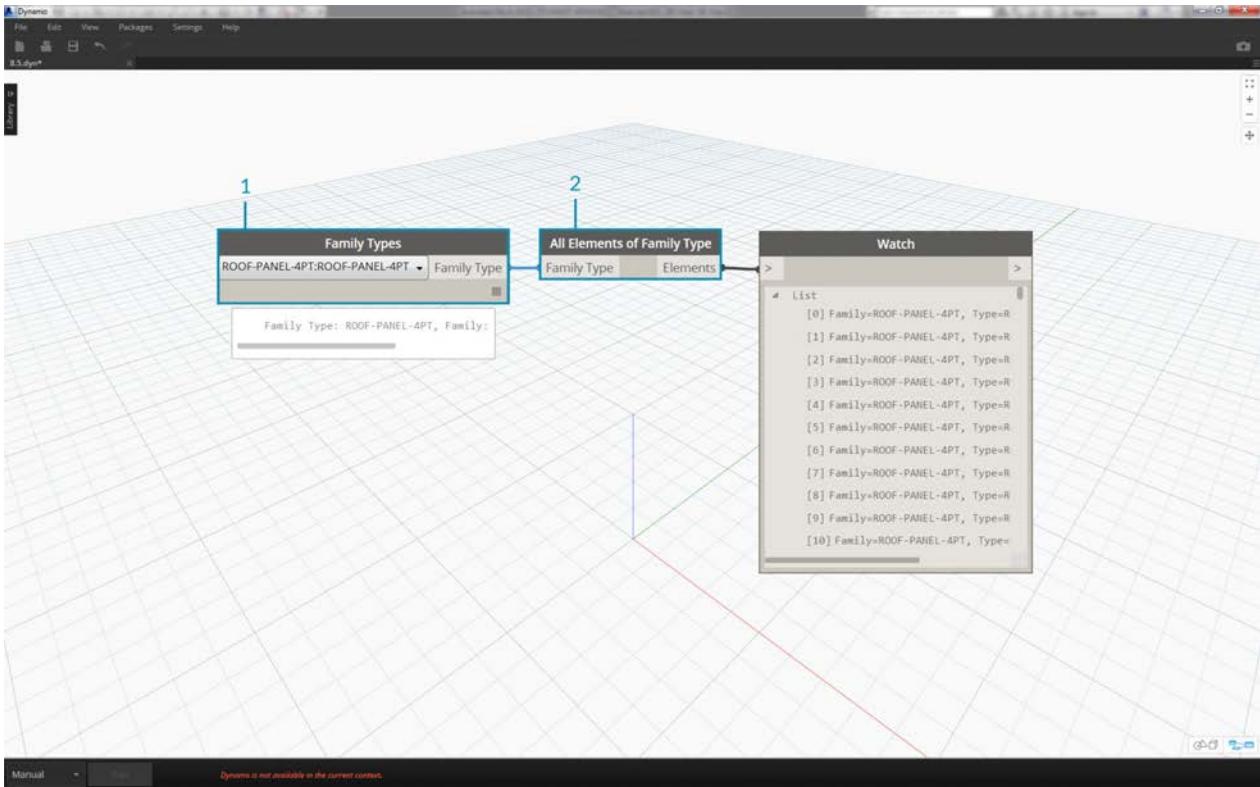 Dynamo
File Edit View Packages Settings Help
8.5.dyn*
Library
1
2
Family Types
ROOF-PANEL-4PT:ROOF-PANEL-4PT Family Type
Family Type: ROOF-PANEL-4PT, Family:
All Elements of Family Type
Family Type Elements
Watch
> >
List
[0] Family=ROOF-PANEL-4PT, Type=R
[1] Family=ROOF-PANEL-4PT, Type=R
[2] Family=ROOF-PANEL-4PT, Type=R
[3] Family=ROOF-PANEL-4PT, Type=R
[4] Family=ROOF-PANEL-4PT, Type=R
[5] Family=ROOF-PANEL-4PT, Type=R
[6] Family=ROOF-PANEL-4PT, Type=R
[7] Family=ROOF-PANEL-4PT, Type=R
[8] Family=ROOF-PANEL-4PT, Type=R
[9] Family=ROOF-PANEL-4PT, Type=R
[10] Family=ROOF-PANEL-4PT, Type=
Manual
Dynamo is not available in the current context.